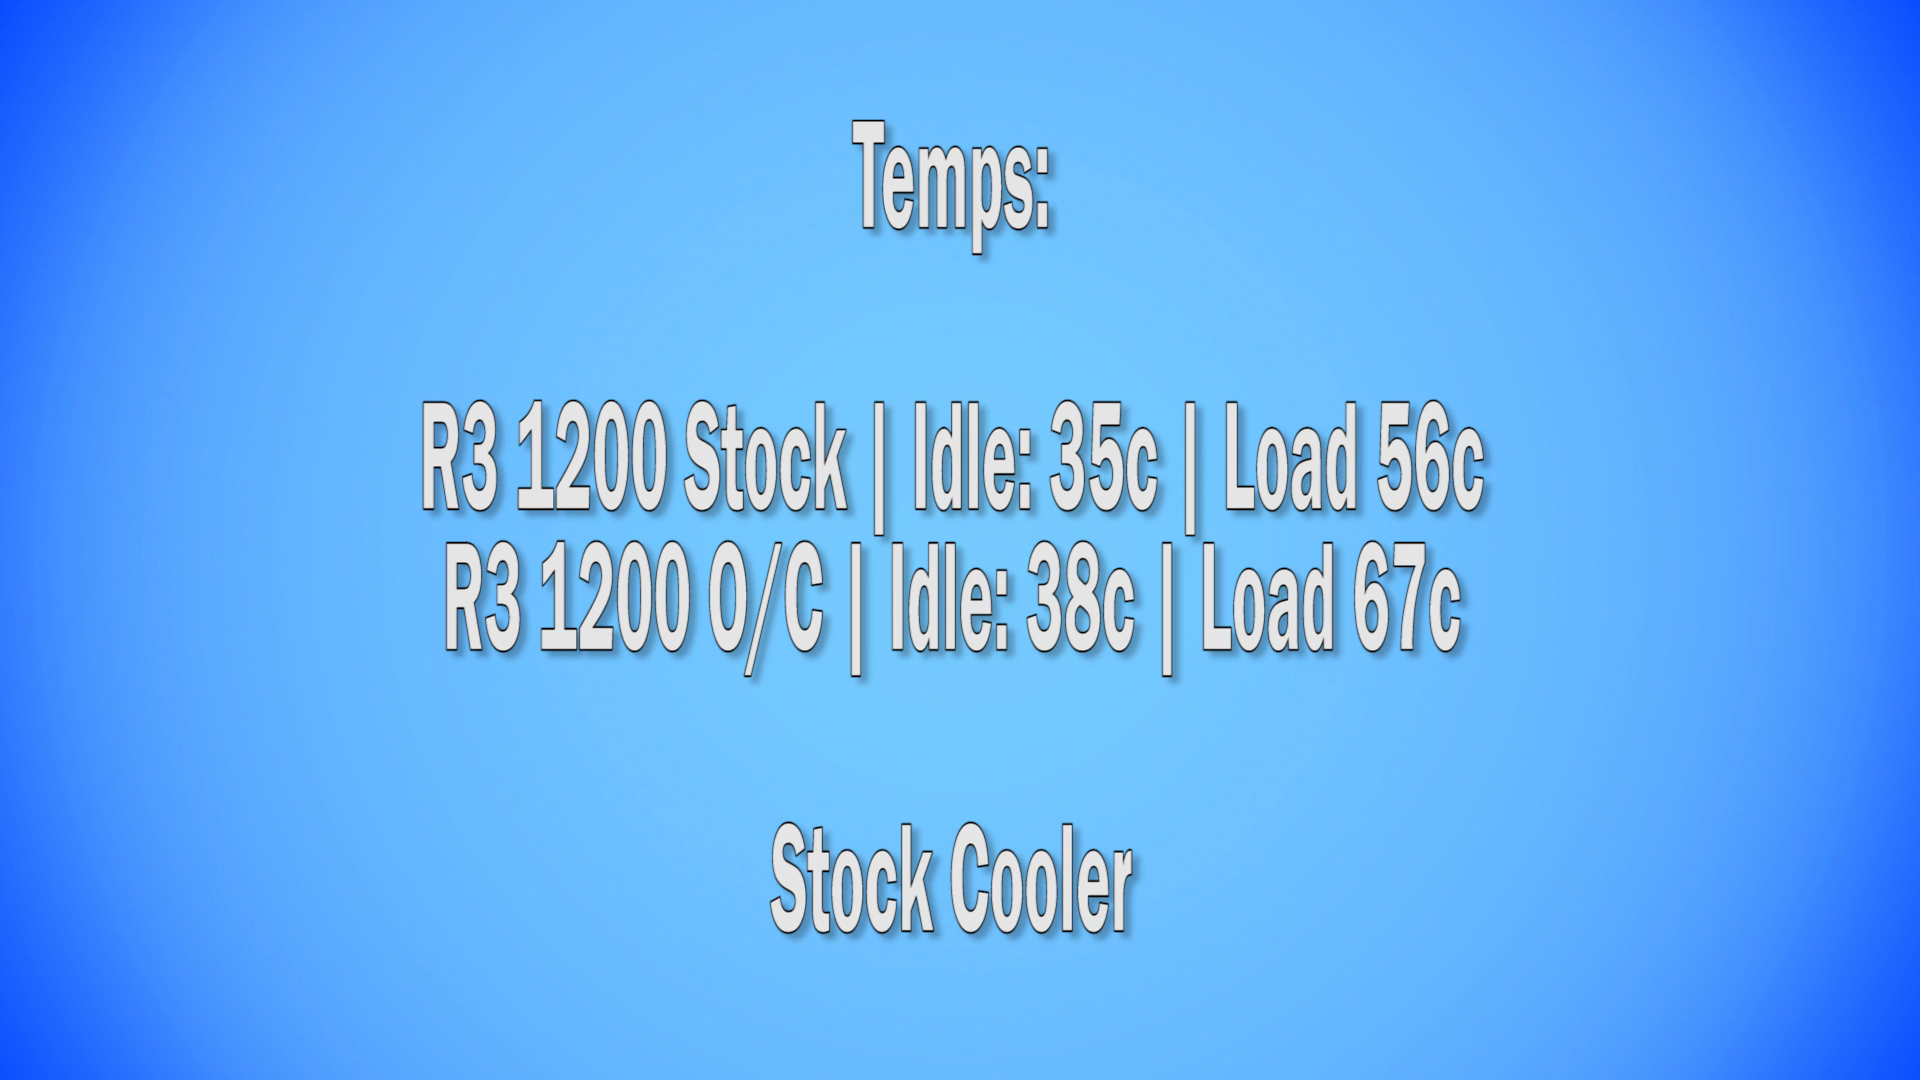 Temps:
R3 1200 Stock | Idle: 35c | Load 56c
R3 1200 O/C | Idle: 38c | Load 67c
Stock Cooler